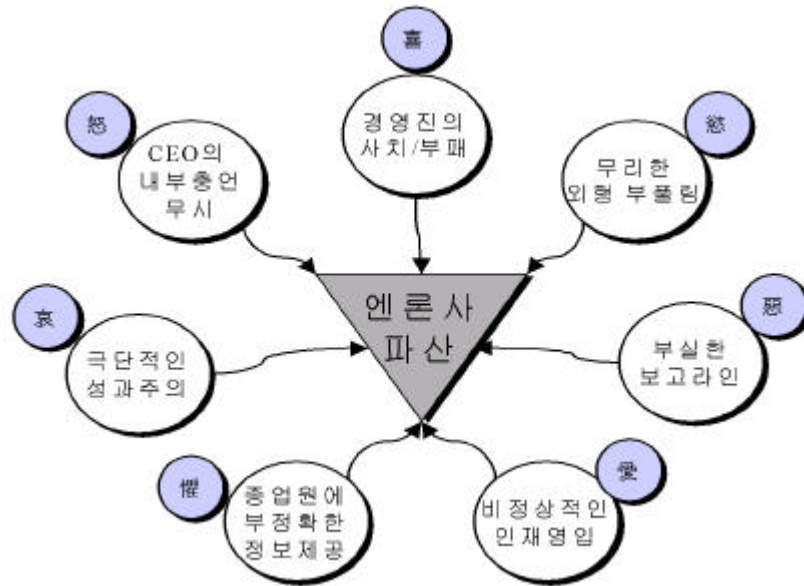 喜
경영진의
사치/부패
怒
CEO의
내부충언
무시
慾
무리한
외형 부풀림
엔론사
파산
哀
극단적인
성과주의
惡
부실한
보고라인
懼
종업원에
부정확한
정보제공
愛
비정상적인
인재영입